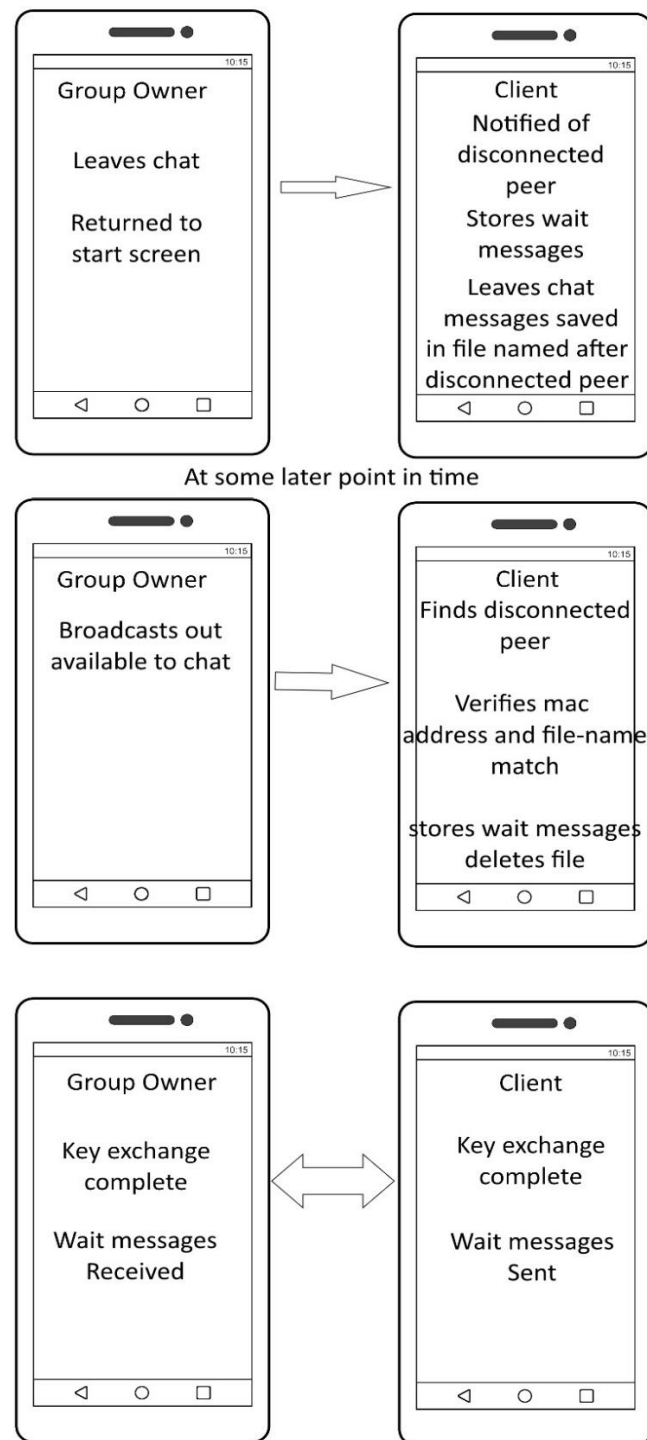 10:15
Group Owner
Leaves chat
Returned to
start screen
10:15
Client
Notified of
disconnected
peer
Stores wait
messages
Leaves chat
messages saved
in file named after
disconnected peer
At some later point in time
10:15
Group Owner
Broadcasts out
available to chat
10:15
Client
Finds disconnected
peer
Verifies mac
address and file-name
match
stores wait messages
deletes file
10:15
Group Owner
Key exchange
complete
Wait messages
Received
10:15
Client
Key exchange
complete
Wait messages
Sent